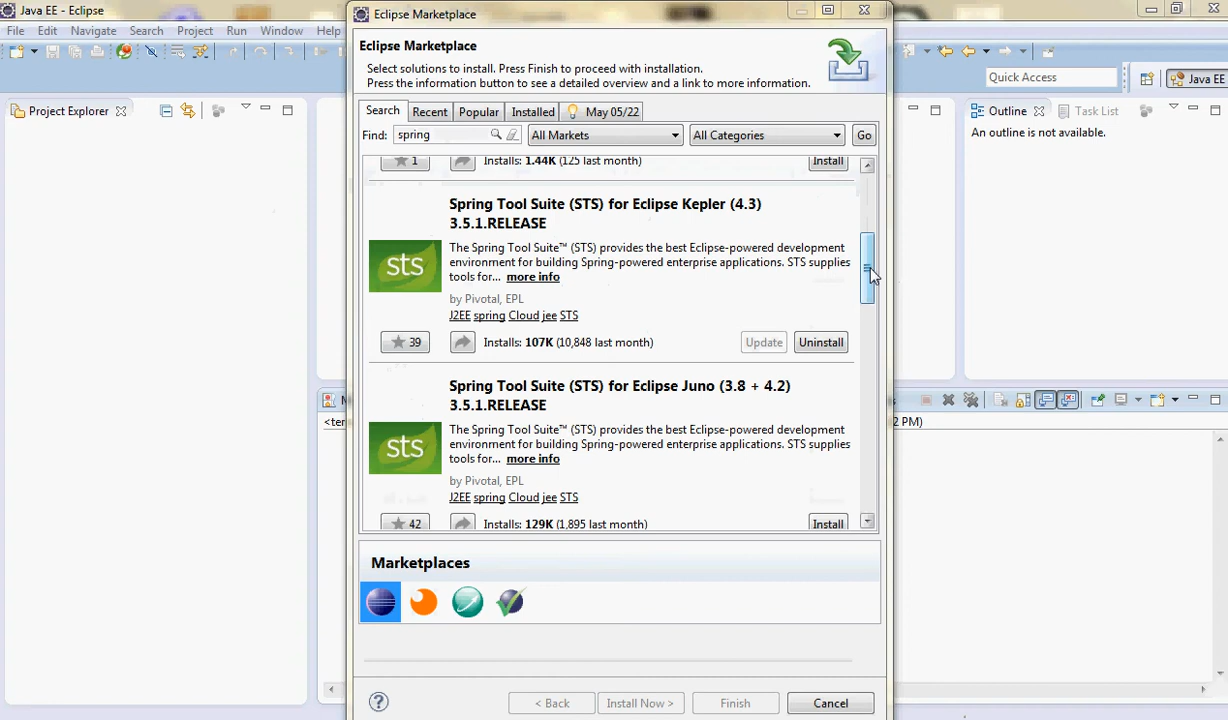 Java EE - Eclipse
Eclipse Marketplace
File Edit Navigate Search Project Run Window Help
Eclipse Marketplace
Select solutions to install. Press Finish to proceed with installation.
Press the information button to see a detailed overview and a link to more information.
Quick Access
Java EE
Project Explorer
Search Recent Popular Installed May 05/22
Outline Task List
An outline is not available.
Find: spring All Markets All Categories Go
1 Installs: 1.44K (125 last month) Install
Spring Tool Suite (STS) for Eclipse Kepler (4.3)
3.5.1.RELEASE
sts
The Spring Tool Suite™ (STS) provides the best Eclipse-powered development
environment for building Spring-powered enterprise applications. STS supplies
tools for... more info
by Pivotal, EPL
J2EE spring Cloud jee STS
39 Installs: 107K (10,848 last month) Update Uninstall
Spring Tool Suite (STS) for Eclipse Juno (3.8 + 4.2)
3.5.1.RELEASE
sts
The Spring Tool Suite™ (STS) provides the best Eclipse-powered development
environment for building Spring-powered enterprise applications. STS supplies
tools for... more info
by Pivotal, EPL
J2EE spring Cloud jee STS
42 Installs: 129K (1,895 last month) Install
<ter
2 PM)
Marketplaces
? < Back Install Now > Finish Cancel